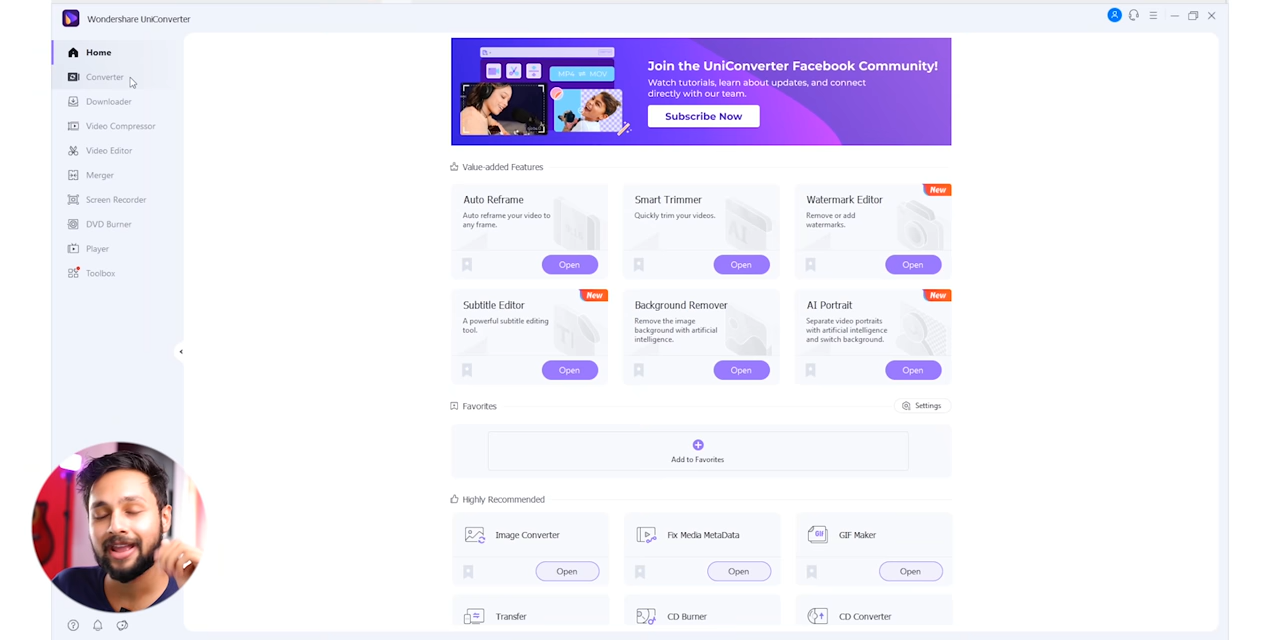 Wondershare UniConverter
Home
Converter
Downloader
Video Compressor
Video Editor
Merger
Screen Recorder
DVD Burner
Player
Toolbox
MP4 ⇌ MOV
Join the UniConverter Facebook Community!
Watch tutorials, learn about updates, and connect
directly with our team.
Subscribe Now
Value-added Features
Auto Reframe
Auto reframe your video to
any frame.
Open
Smart Trimmer
Quickly trim your videos.
AI
Open
New
Watermark Editor
Remove or add
watermarks.
Open
New
Subtitle Editor
A powerful subtitle editing
tool.
Open
Background Remover
Remove the image
background with artificial
intelligence.
Open
New
AI Portrait
Separate video portraits
with artificial intelligence
and switch background.
Open
Favorites
Settings
Add to Favorites
Highly Recommended
Image Converter
Open
Fix Media MetaData
Open
GIF
GIF Maker
Open
Transfer
CD Burner
CD Converter